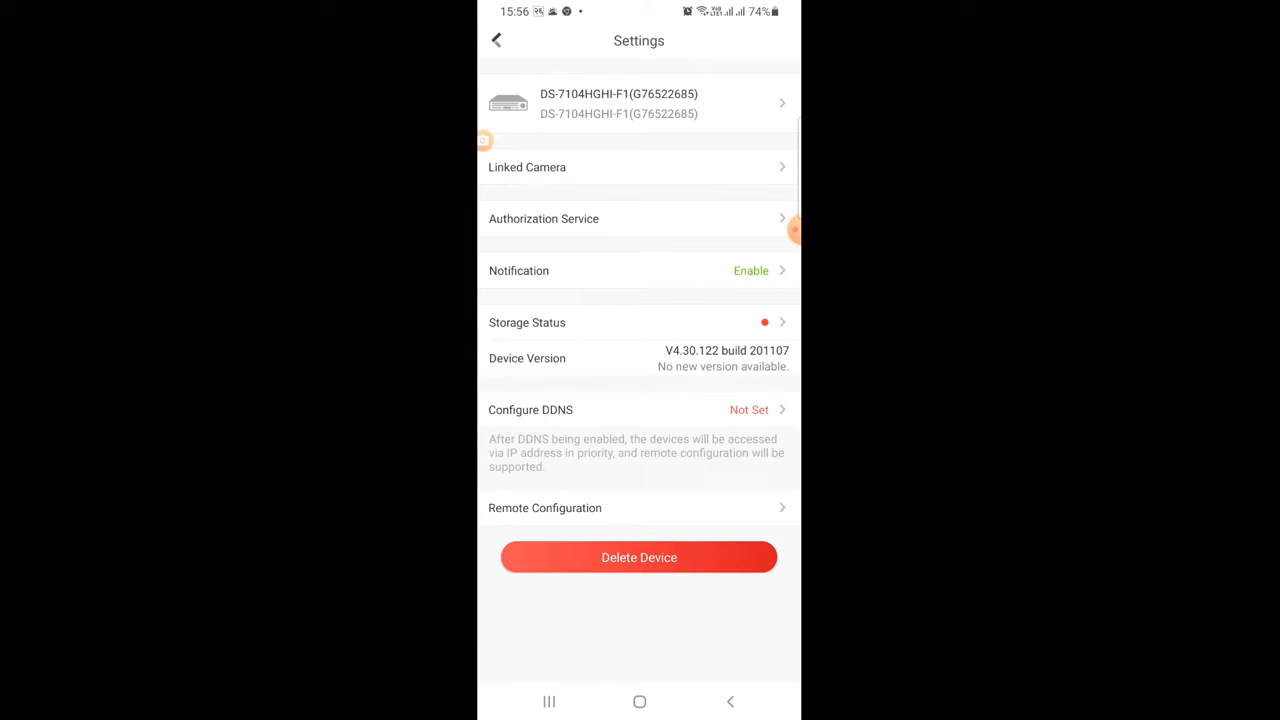 15:56
74%
Settings
DS-7104HGHI-F1(G76522685)
DS-7104HGHI-F1(G76522685)
Linked Camera
Authorization Service
Notification Enable
Storage Status
V4.30.122 build 201107
Device Version
No new version available.
Configure DDNS Not Set
After DDNS being enabled, the devices will be accessed
via IP address in priority, and remote configuration will be
supported.
Remote Configuration
Delete Device